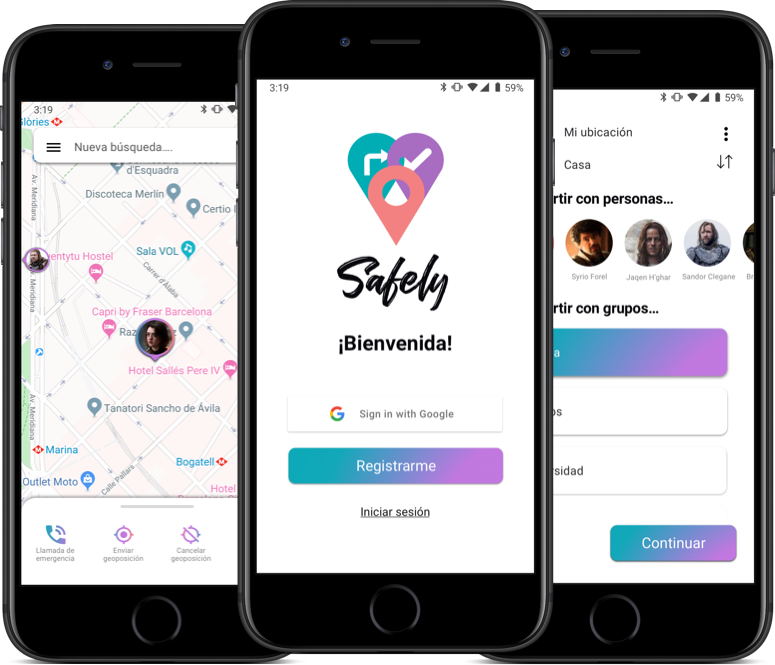 3:19
Glòries
Nueva búsqueda....
d'Esquadra
Discoteca Merlin
Certio
Av. Meridiana
Sala VOL
entytu Hostel
Carrer d'Àlaba
Av. Meridiana
Capri by Fraser Barcelona
Raz
Hotel Sallés Pere IV
Av. Meridiana
Tanatori Sancho de Ávila
Marina
Bogatell
Outlet Moto
Calle Pallars
Hotel
Llamada de
emergencia
Enviar
geoposición
Cancelar
geoposición
3:19
59%
Safely
¡Bienvenida!
G Sign in with Google
Registrarme
Iniciar sesión
59%
Mi ubicación
Casa
rtir con personas...
Syrio Forel
Jaqen H'ghar
Sandor Clegane
Br
rtir con grupos...
a
os
rsidad
Continuar